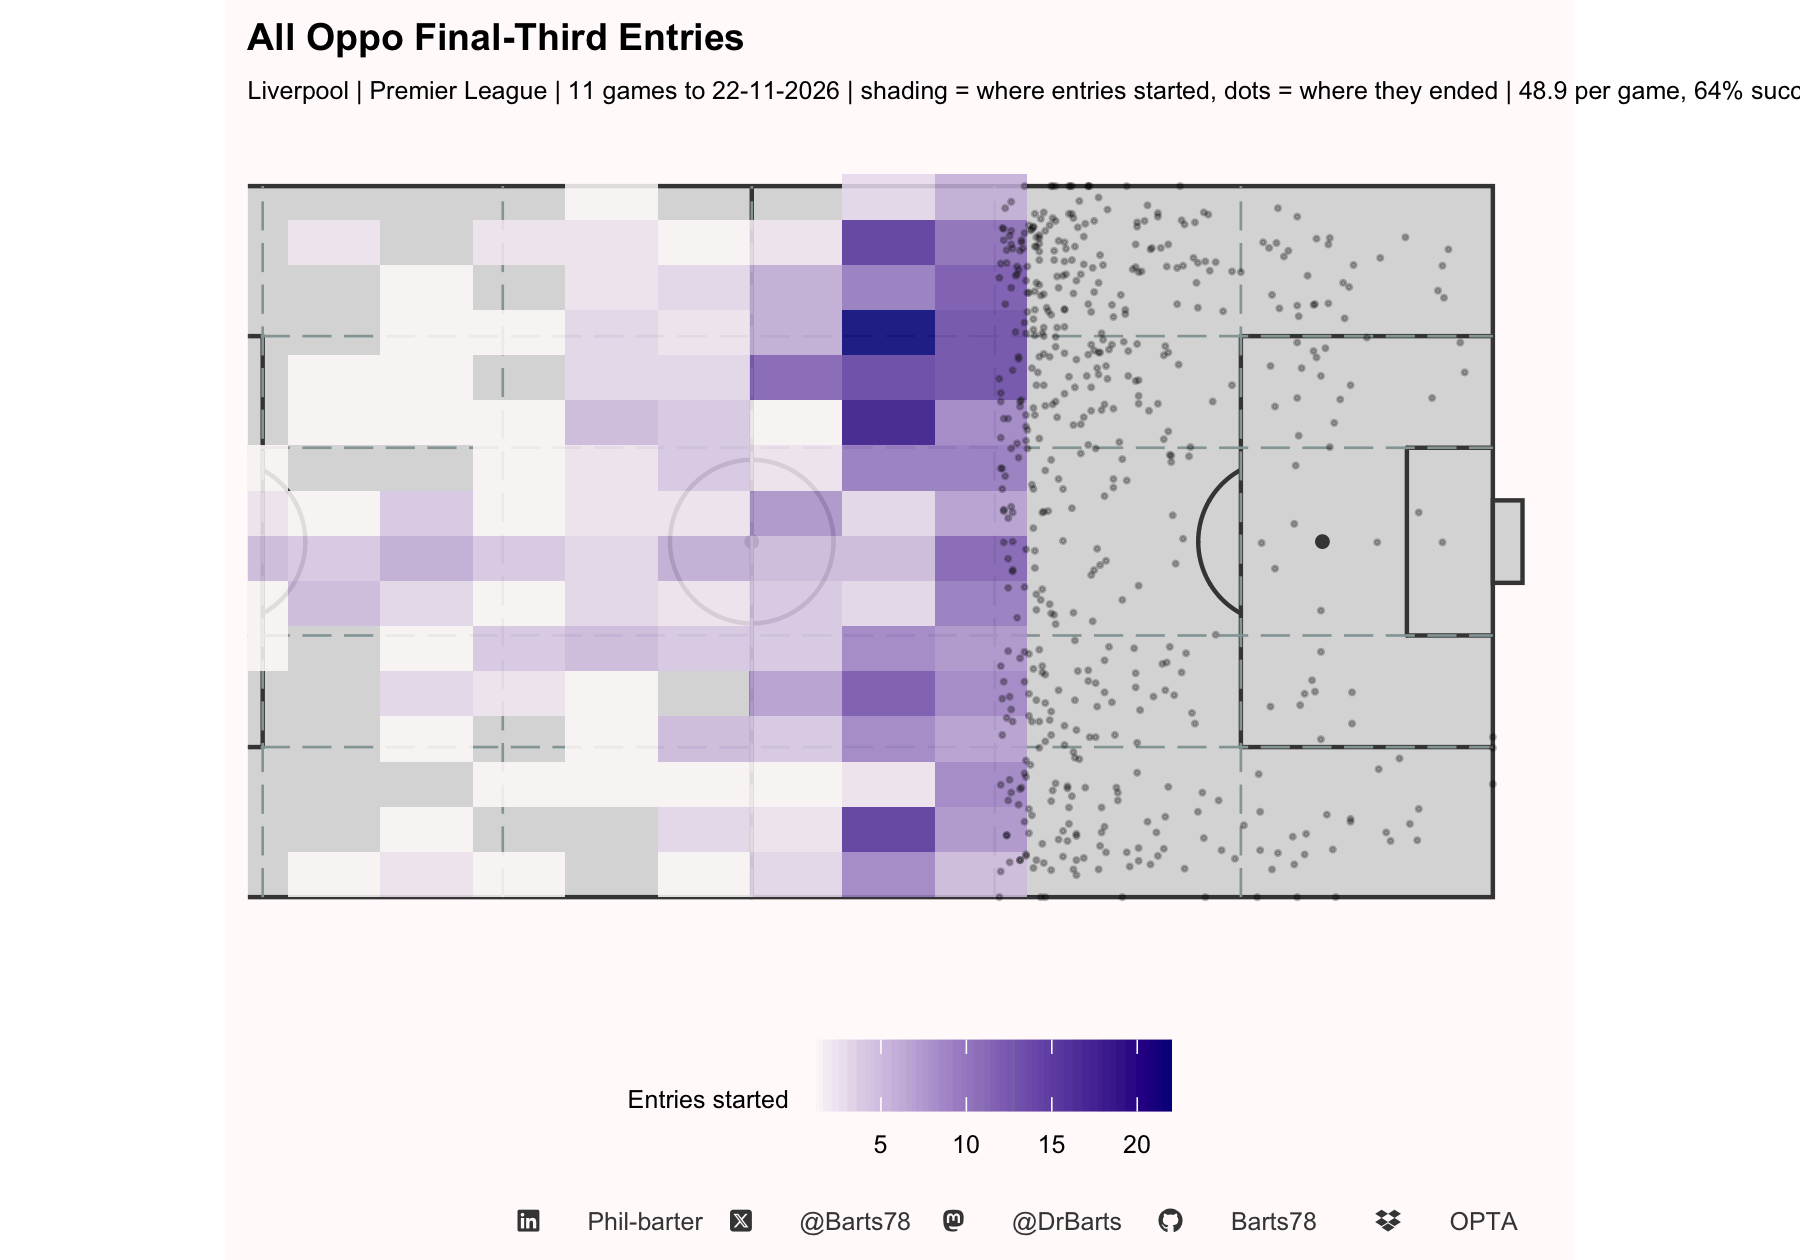 All Oppo Final-Third Entries
Liverpool | Premier League | 11 games to 22-11-2026 | shading = where entries started, dots = where they ended | 48.9 per game, 64% succ
Entries started
5 10 15 20
Phil-barter @Barts78 @DrBarts Barts78 OPTA